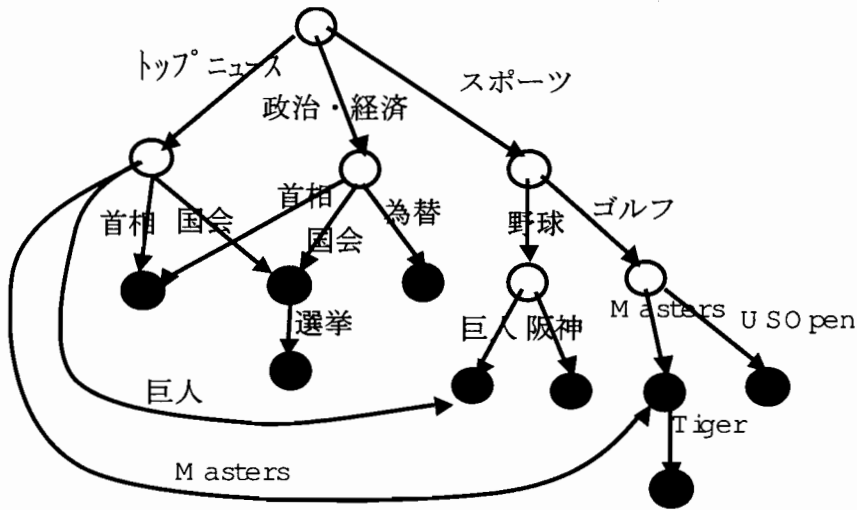 トップニュース
政治・経済
スポーツ
首相
国会
首相
国会
為替
野球
ゴルフ
選挙
巨人
阪神
Masters
USOpen
巨人
Tiger
Masters